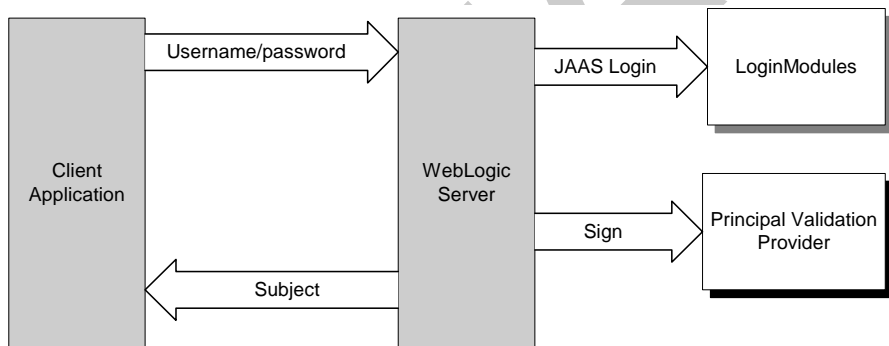 Username/password
JAAS Login
LoginModules
Client
Application
WebLogic
Server
Sign
Principal Validation
Provider
Subject